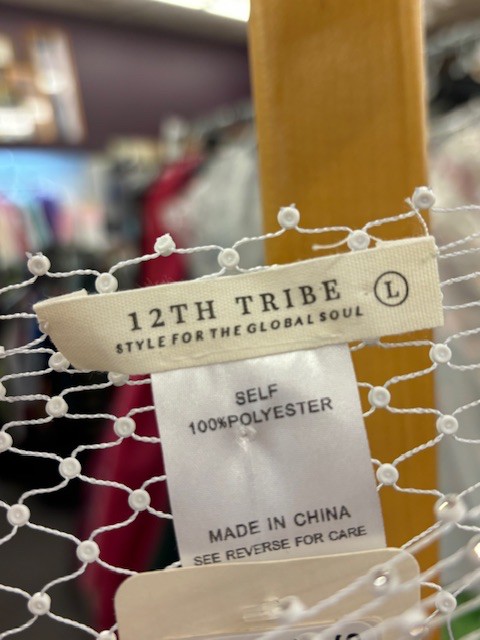 12TH TRIBE L
STYLE FOR THE GLOBAL SOUL
SELF
100%POLYESTER
MADE IN CHINA
SEE REVERSE FOR CARE